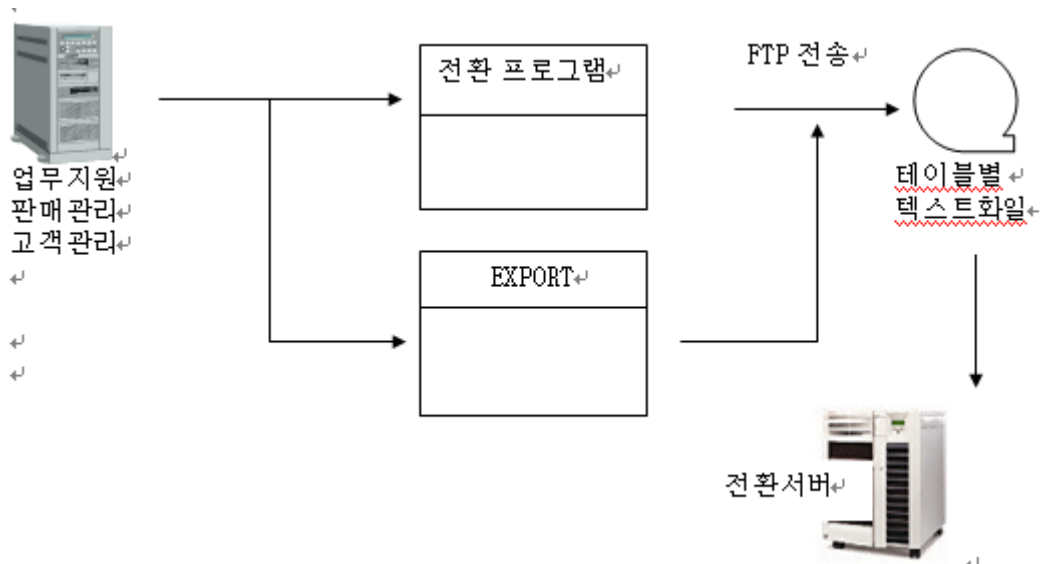 전환 프로그램
FTP 전송
업무지원
판매관리
고객관리
테이블별
텍스트화일
EXPORT
전환서버